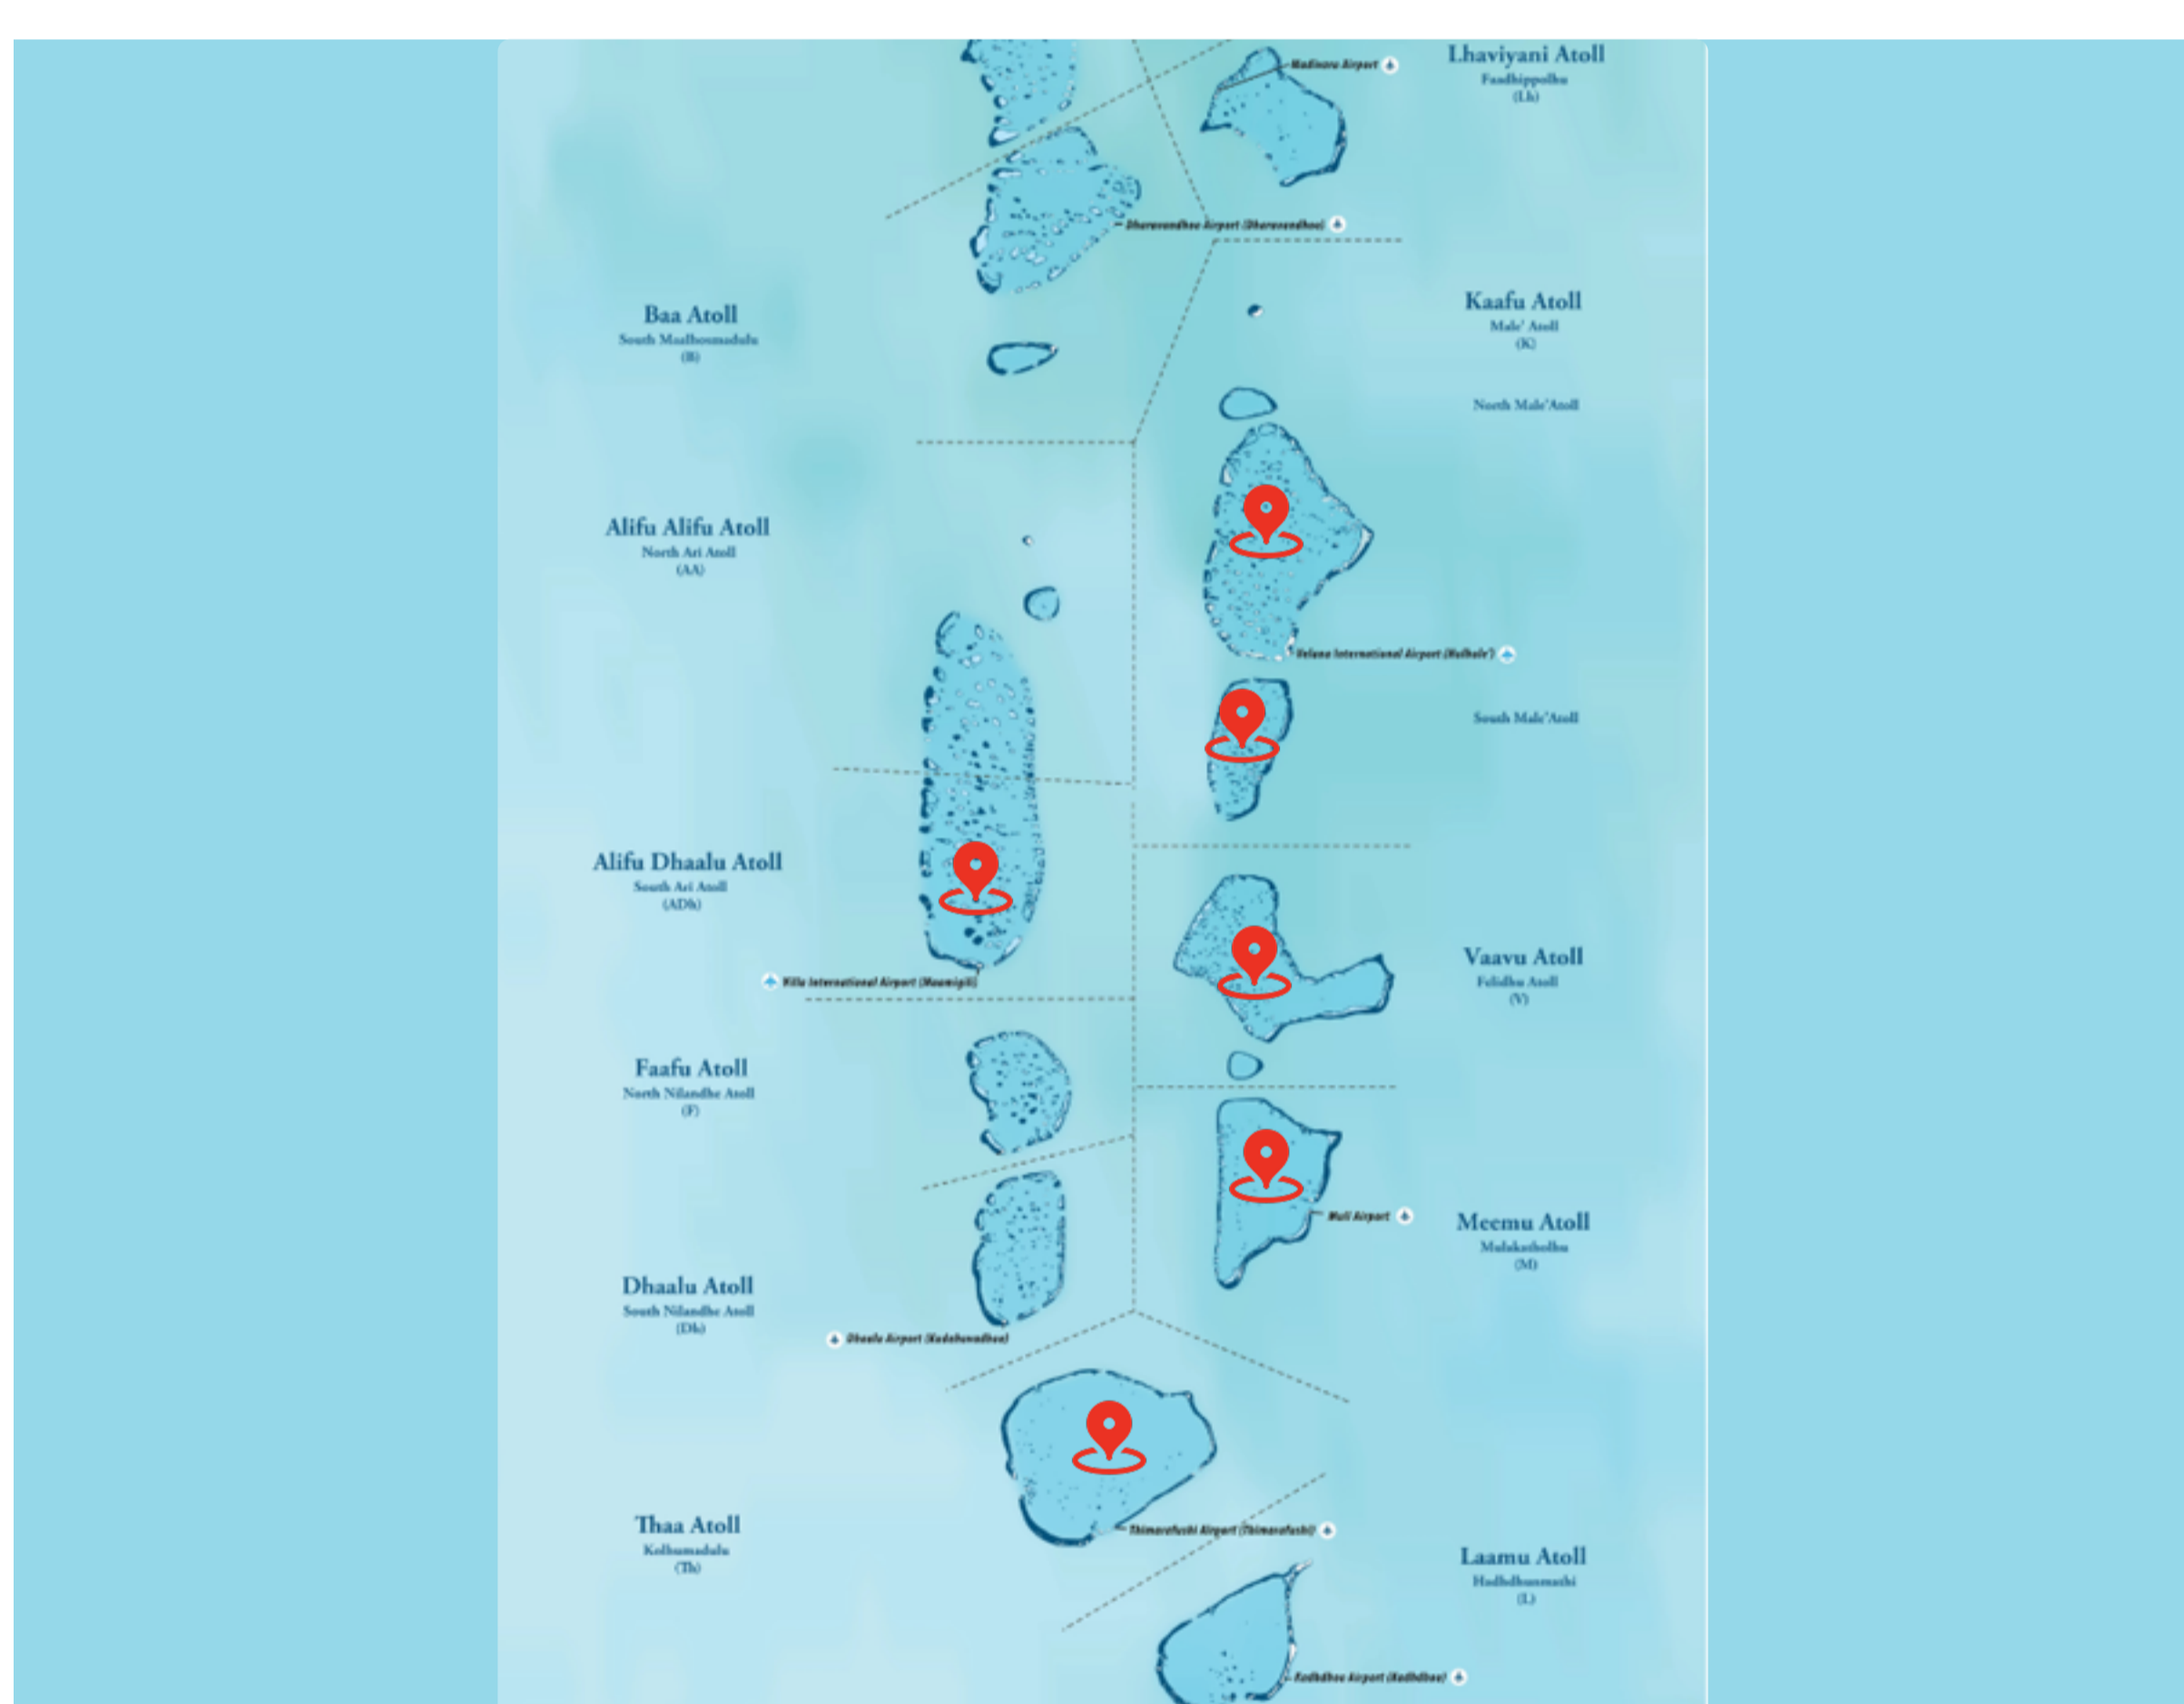 Lhaviyani Atoll
Faadhippolhu
(Lh)
Madivaru Airport
Dharavandhoo Airport (Dharavandhoo)
Baa Atoll
South Maalhosmadulu
(B)
Kaafu Atoll
Male' Atoll
(K)
North Male'Atoll
Alifu Alifu Atoll
North Ari Atoll
(AA)
Velana International Airport (Hulhule')
South Male'Atoll
Alifu Dhaalu Atoll
South Ari Atoll
(ADh)
Villa International Airport (Maamigili)
Vaavu Atoll
Felidhu Atoll
(V)
Faafu Atoll
North Nilandhe Atoll
(F)
Muli Airport
Meemu Atoll
Mulakatholhu
(M)
Dhaalu Atoll
South Nilandhe Atoll
(Dh)
Dhaalu Airport (Kudahuvadhoo)
Thaa Atoll
Kolhumadulu
(Th)
Thimarafushi Airport (Thimarafushi)
Laamu Atoll
Hadhdhunmathi
(L)
Kadhdhoo Airport (Kadhdhoo)